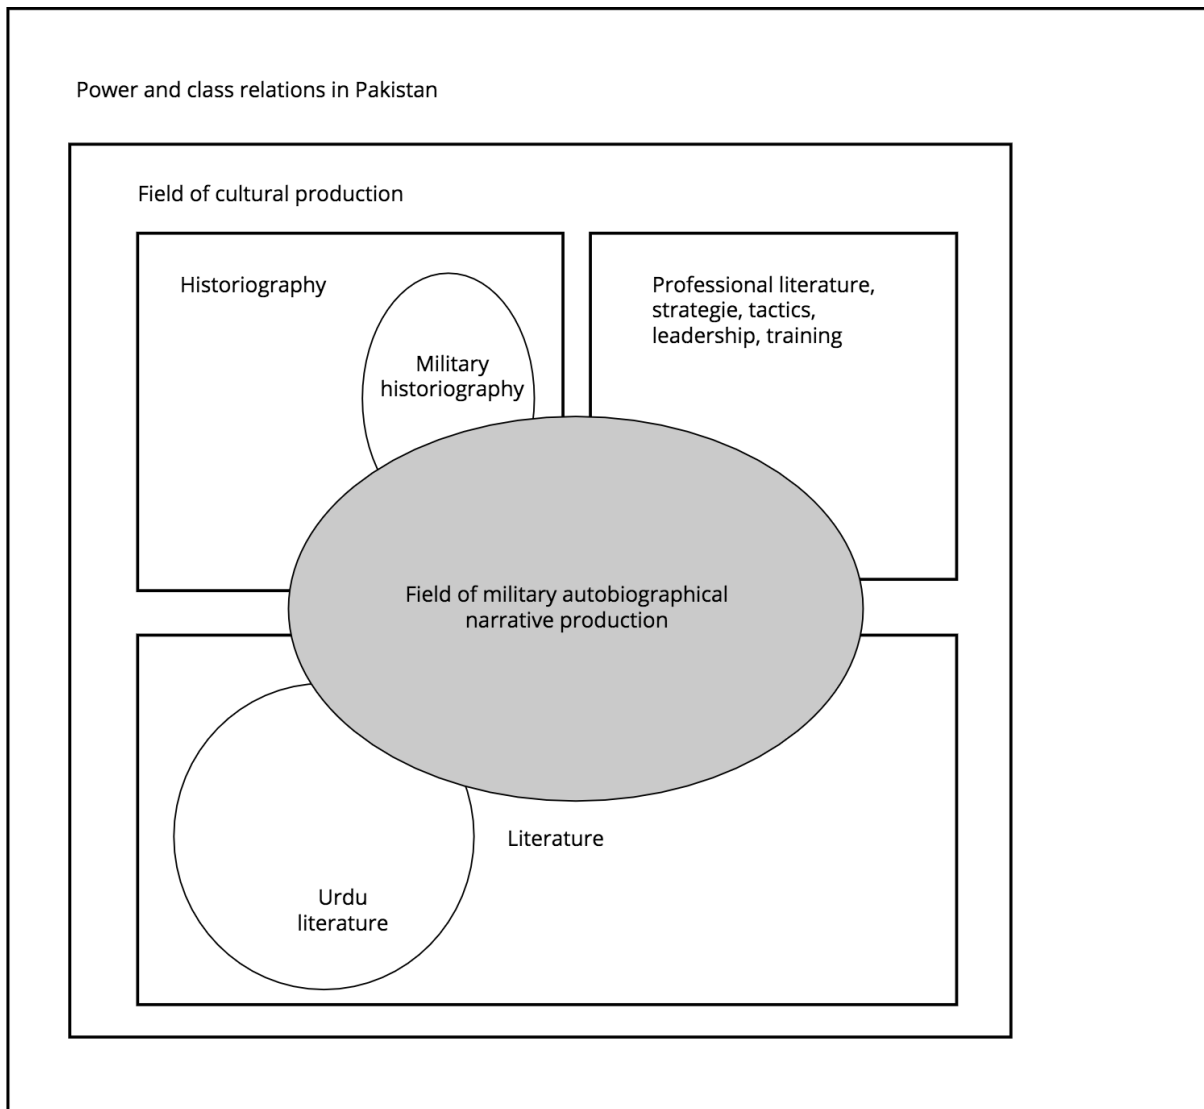 Power and class relations in Pakistan
Field of cultural production
Historiography
Military
historiography
Professional literature,
strategie, tactics,
leadership, training
Field of military autobiographical
narrative production
Literature
Urdu
literature